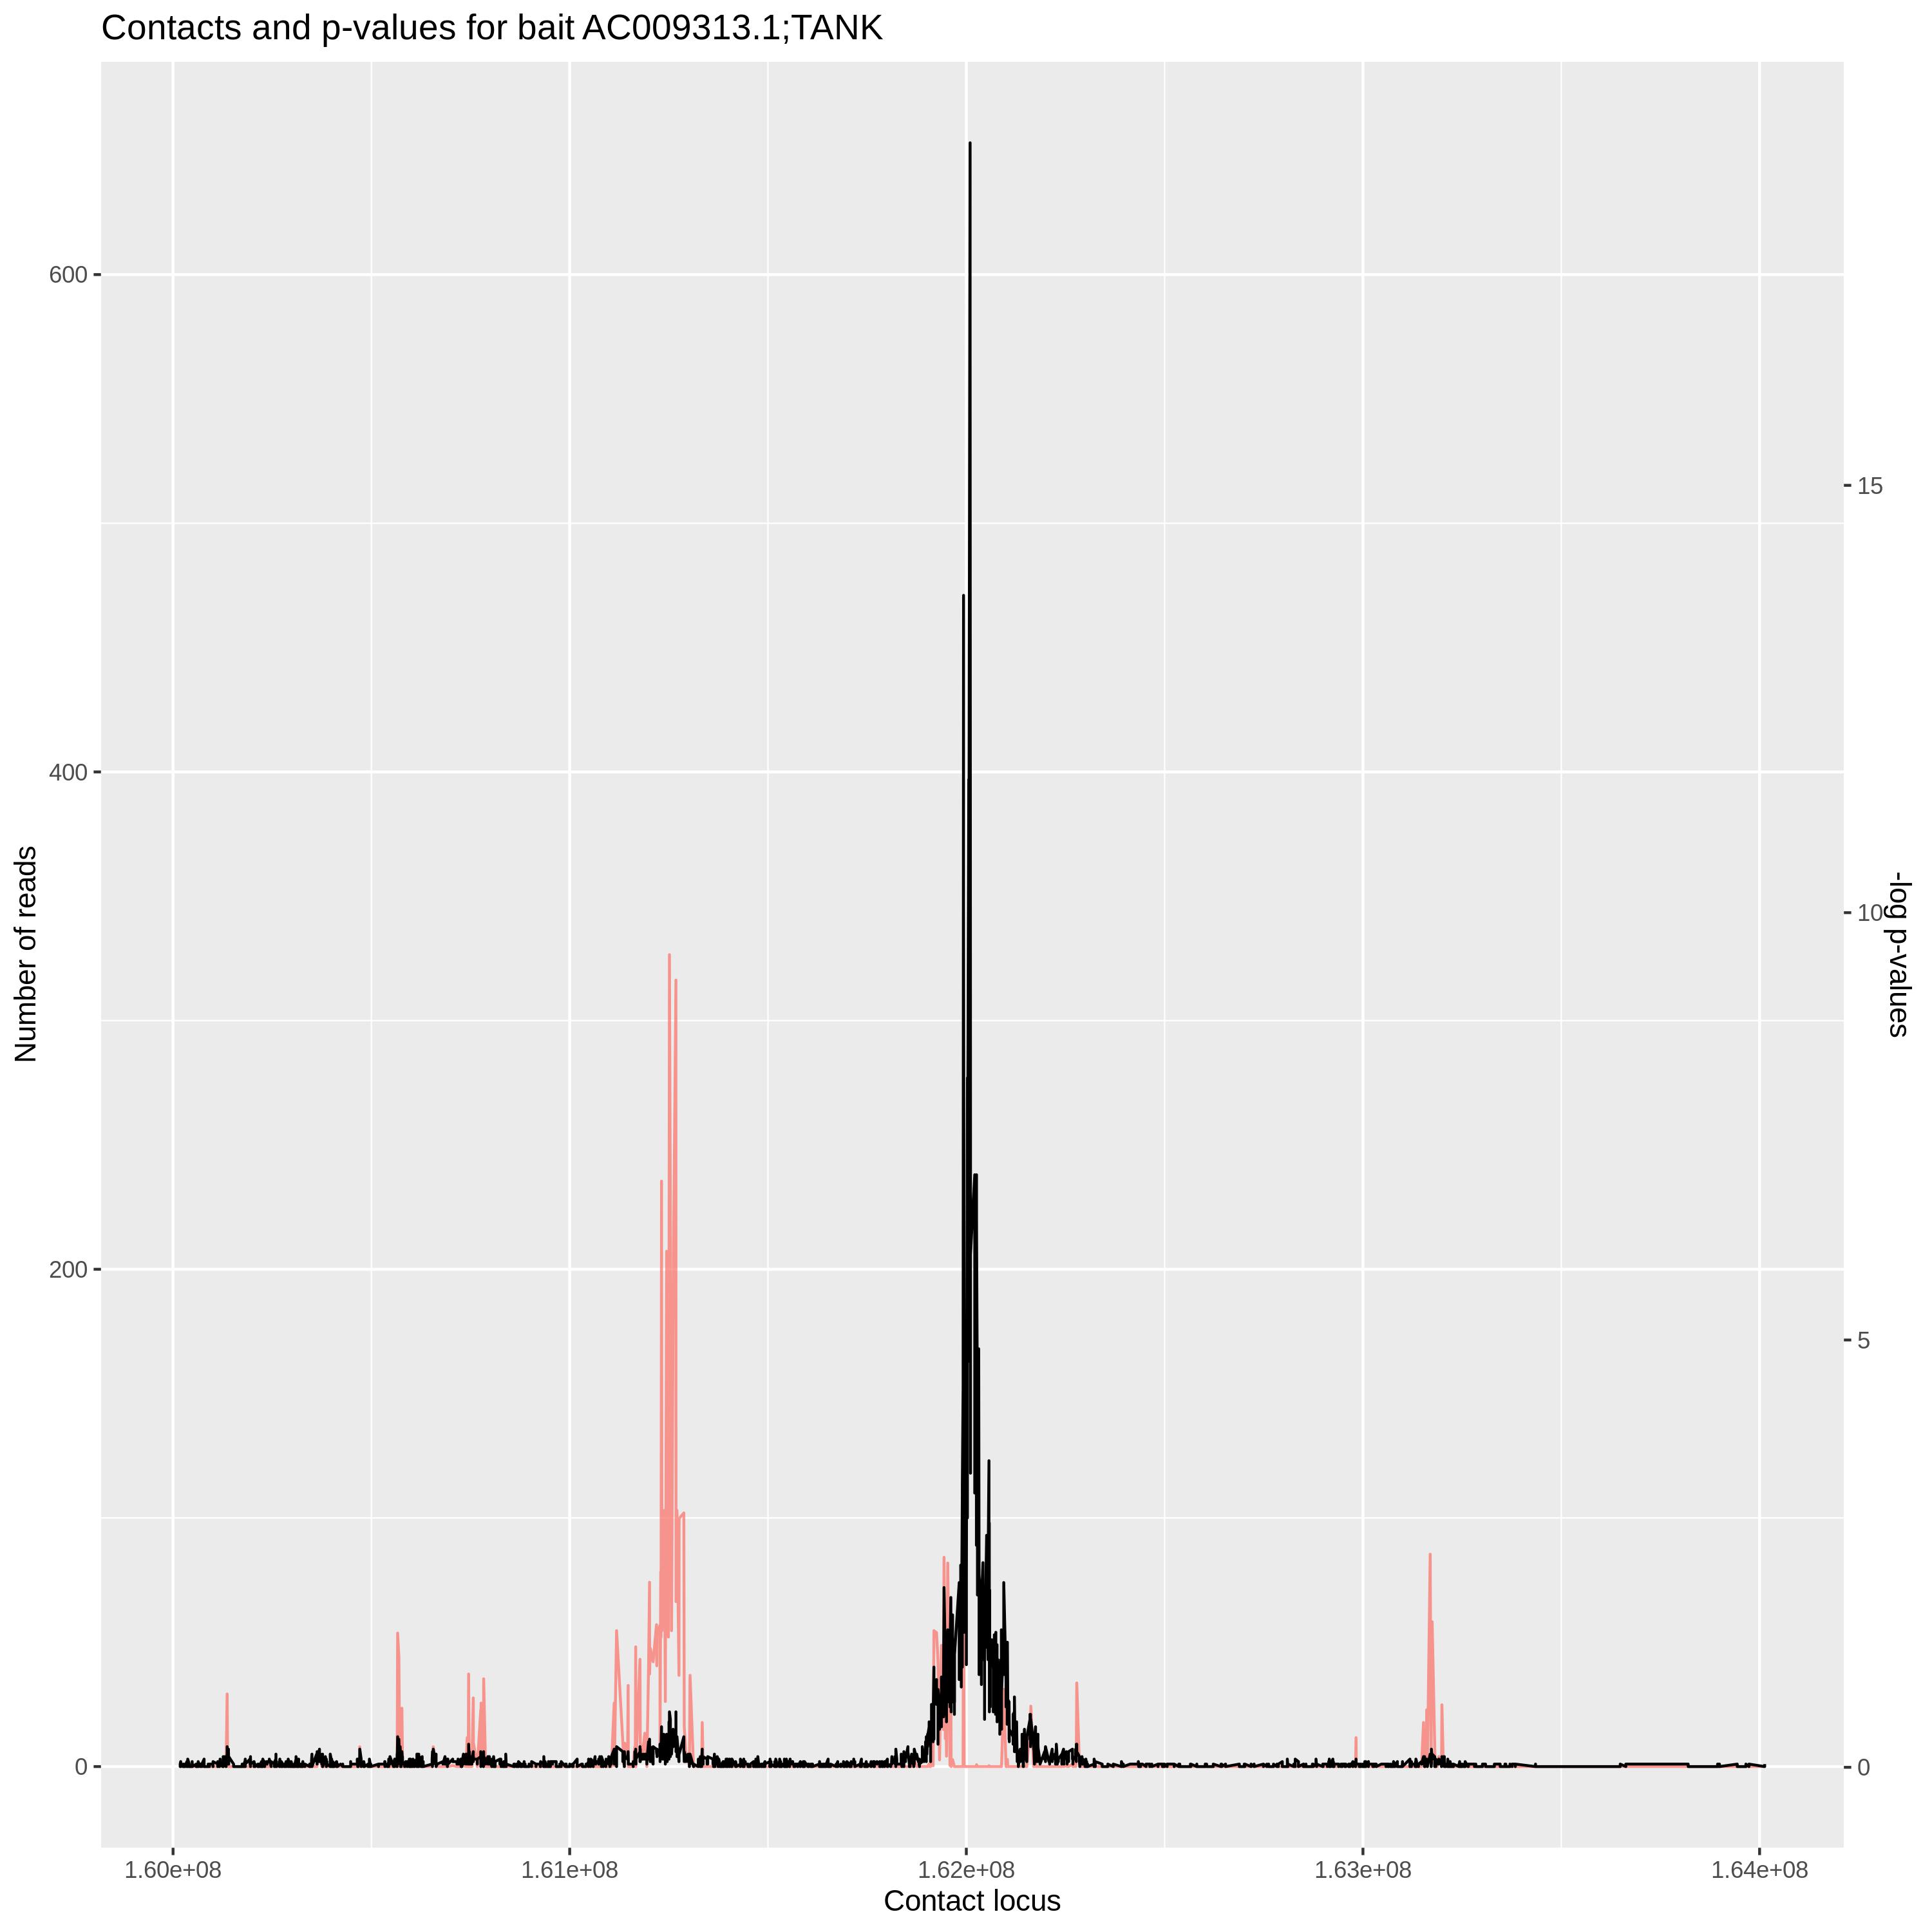 Contacts and p-values for bait AC009313.1;TANK
600
400
200
0
Number of reads
15
10
5
0
-log p-values
1.60e+08
1.61e+08
1.62e+08
1.63e+08
1.64e+08
Contact locus